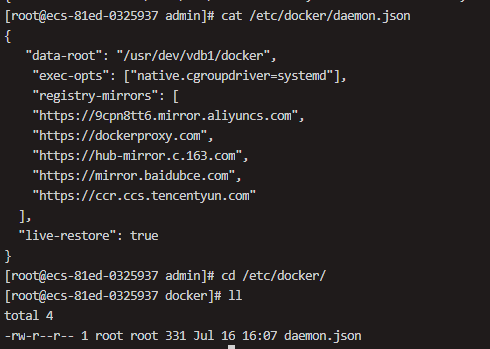 [root@ecs-81ed-0325937 admin]# cat /etc/docker/daemon.json
{
"data-root": "/usr/dev/vdb1/docker",
"exec-opts": ["native.cgroupdriver=systemd"],
"registry-mirrors": [
"https://9cpn8tt6.mirror.aliyuncs.com",
"https://dockerproxy.com",
"https://hub-mirror.c.163.com",
"https://mirror.baidubce.com",
"https://ccr.ccs.tencentyun.com"
],
"live-restore": true
}
[root@ecs-81ed-0325937 admin]# cd /etc/docker/
[root@ecs-81ed-0325937 docker]# ll
total 4
-rw-r--r-- 1 root root 331 Jul 16 16:07 daemon.json